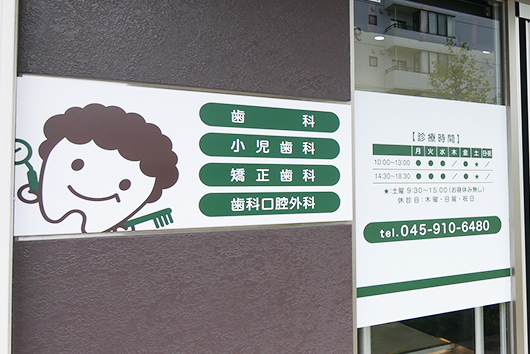 歯科
小児歯科
矯正歯科
歯科口腔外科
【診療時間】
月 火 水 木 金 土 日・祝
10:00～13:00 ● ● ● ／ ● ★ ／
14:30～18:30 ● ● ● ／ ● ★ ／
★:土曜 9:30～15:00(お昼休み無し)
休診日:木曜・日曜・祝日
tel.045-910-6480